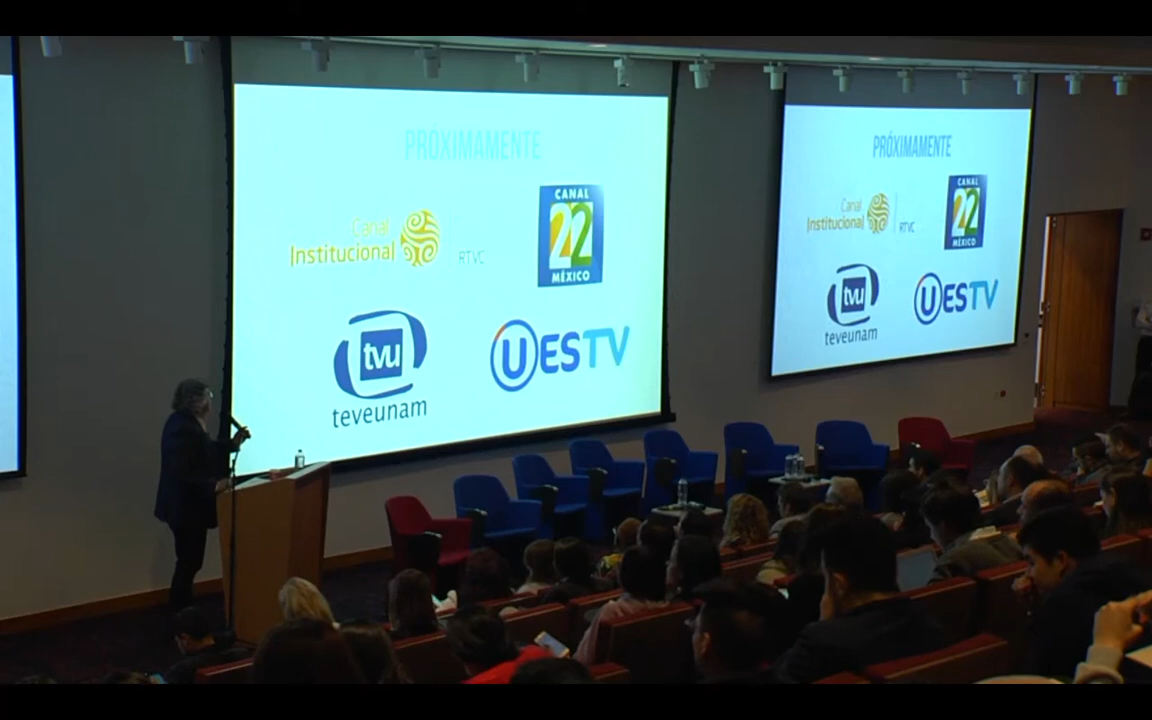 PRÓXIMAMENTE
Canal
Institucional
RTVC
CANAL
22
MÉXICO
tvu
teveunam
UESTV
PRÓXIMAMENTE
Canal
Institucional
RTVC
CANAL
22
MÉXICO
tvu
teveunam
UESTV